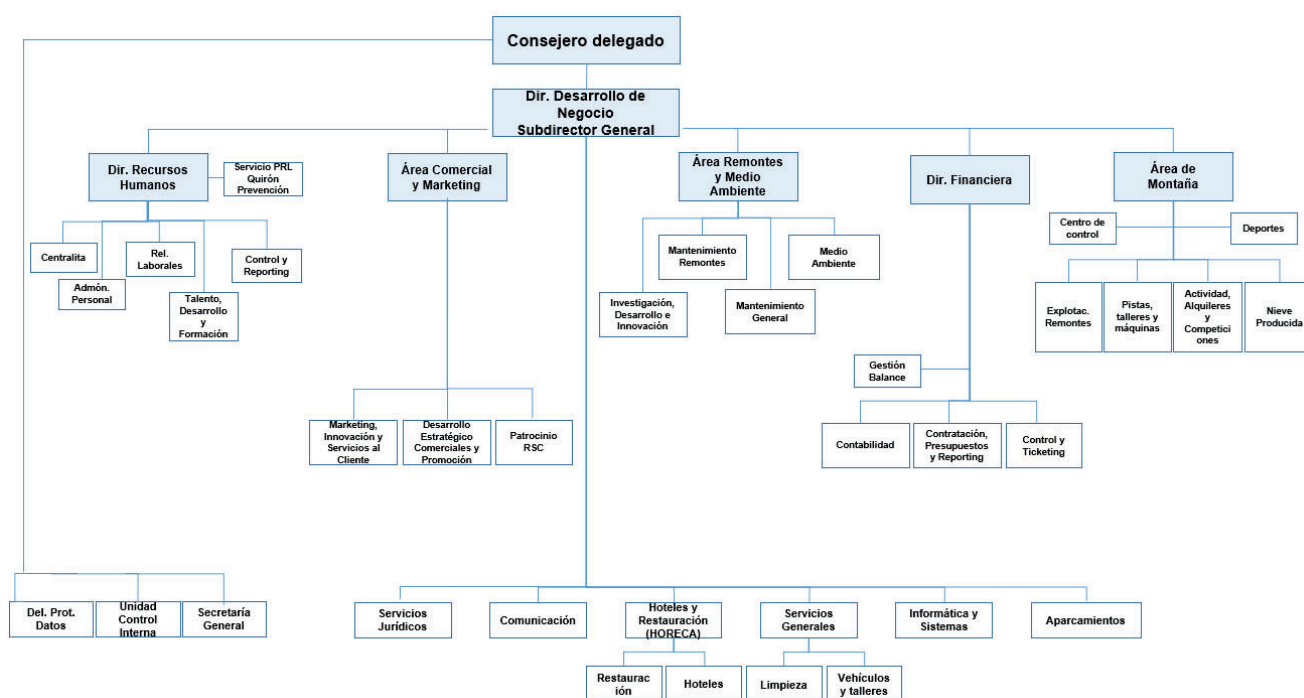 Consejero delegado
Dir. Desarrollo de
Negocio
Subdirector General
Dir. Recursos
Humanos
Servicio PRL
Quirón
Prevención
Área Comercial
y Marketing
Área Remontes
y Medio
Ambiente
Dir. Financiera
Área de
Montaña
Centralita
Admón.
Personal
Rel.
Laborales
Talento,
Desarrollo
y
Formación
Control y
Reporting
Investigación,
Desarrollo e
Innovación
Mantenimiento
Remontes
Mantenimiento
General
Medio
Ambiente
Centro de
control
Deportes
Explotac.
Remontes
Pistas,
talleres y
máquinas
Actividad,
Alquileres
y
Competici
ones
Nieve
Producida
Gestión
Balance
Marketing,
Innovación y
Servicios al
Cliente
Desarrollo
Estratégico
Comerciales y
Promoción
Patrocinio
RSC
Contabilidad
Contratación,
Presupuestos
y Reporting
Control y
Ticketing
Del. Prot.
Datos
Unidad
Control
Interna
Secretaría
General
Servicios
Jurídicos
Comunicación
Hoteles y
Restauración
(HORECA)
Servicios
Generales
Informática y
Sistemas
Aparcamientos
Restaurac
ión
Hoteles
Limpieza
Vehículos
y talleres